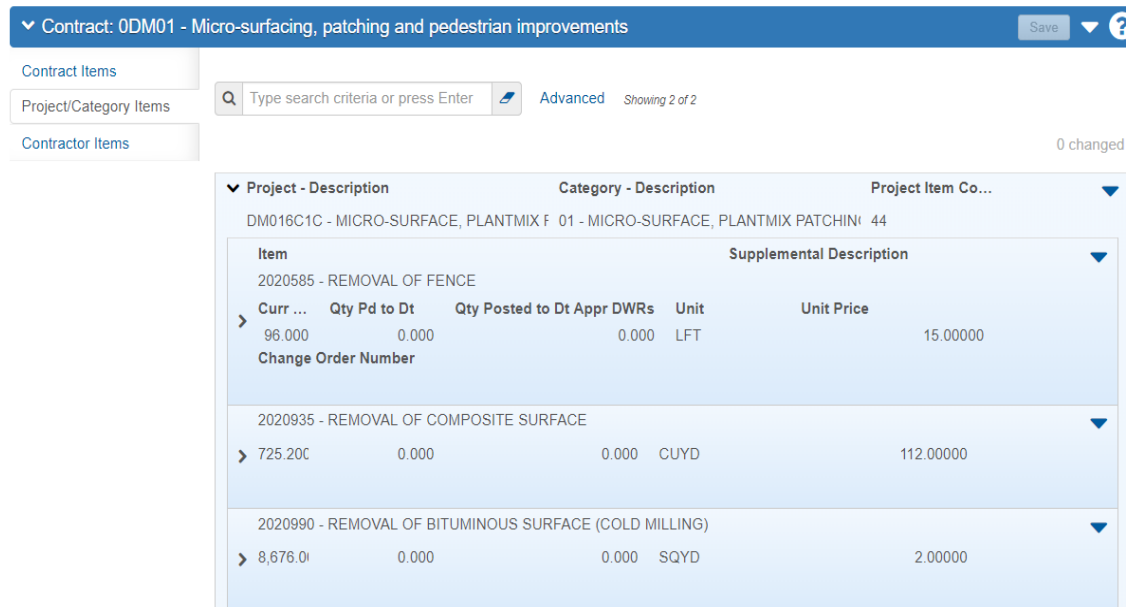 Contract: 0DM01 - Micro-surfacing, patching and pedestrian improvements
Save
?
Contract Items
Project/Category Items
Contractor Items
Type search criteria or press Enter
Advanced
Showing 2 of 2
0 changed
Project - Description Category - Description Project Item Co...
DM016C1C - MICRO-SURFACE, PLANTMIX 01 - MICRO-SURFACE, PLANTMIX PATCHIN 44
Item Supplemental Description
2020585 - REMOVAL OF FENCE
Curr ... Qty Pd to Dt Qty Posted to Dt Appr DWRs Unit Unit Price
96.000 0.000 0.000 LFT 15.00000
Change Order Number
2020935 - REMOVAL OF COMPOSITE SURFACE
725.20 0.000 0.000 CUYD 112.00000
2020990 - REMOVAL OF BITUMINOUS SURFACE (COLD MILLING)
8,676.0 0.000 0.000 SQYD 2.00000